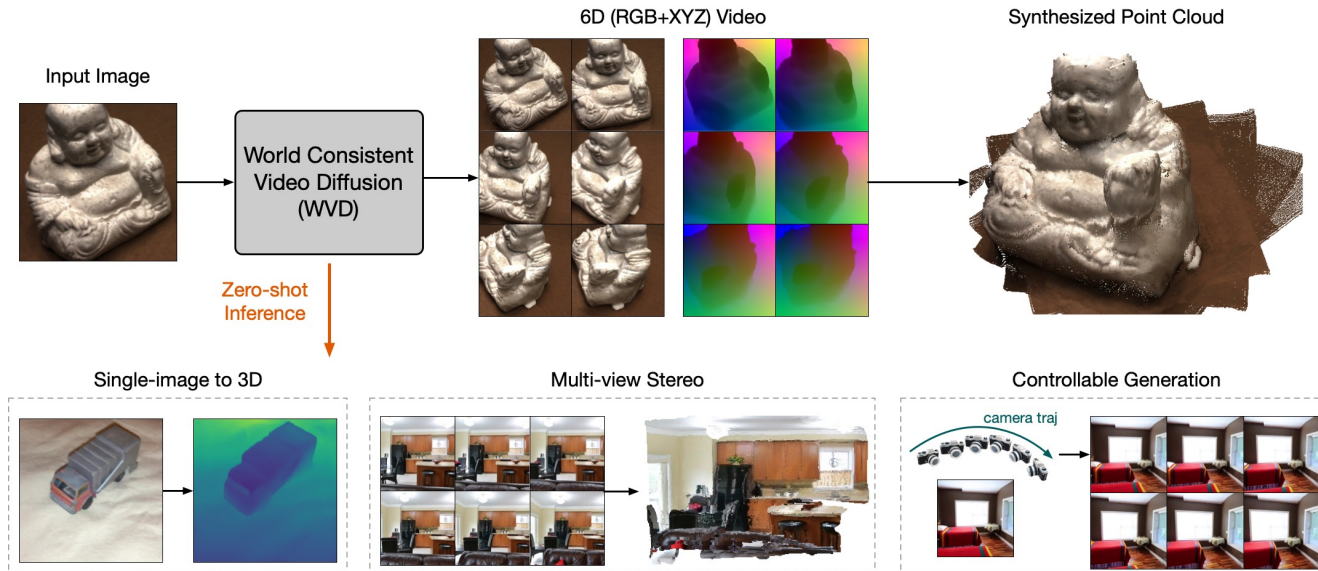 6D (RGB+XYZ) Video
Synthesized Point Cloud
Input Image
World Consistent
Video Diffusion
(WVD)
Zero-shot
Inference
Single-image to 3D
Multi-view Stereo
Controllable Generation
camera traj